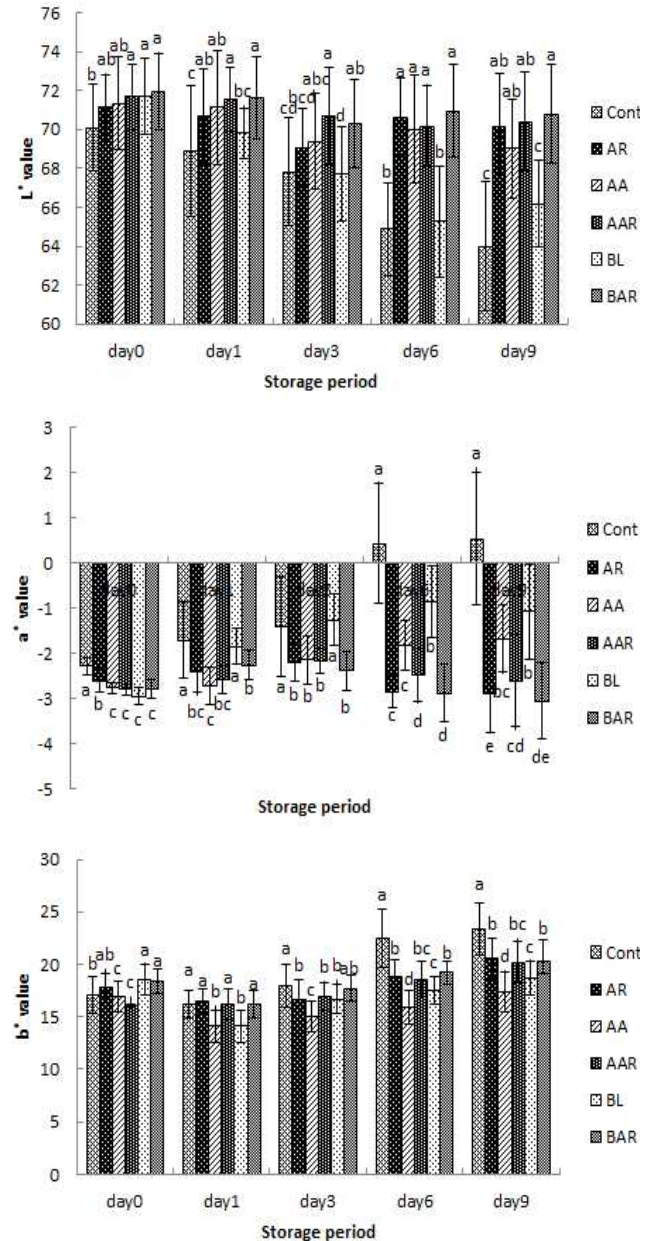 76
74
72
70
68
66
64
62
60
L* value
b ab ab a a a
c ab ab a bc a
cd bcd abc a d ab
b a a a b a
c ab ab ab c a
day0 day1 day3 day6 day9
Storage period
Cont
AR
AA
AAR
BL
BAR
3
2
1
0
-1
-2
-3
-4
-5
a* value
a b c c c c
a bc c bc a b
a b b b a b
a c c d b d
a e bc cd b de
Storage period
Cont
AR
AA
AAR
BL
BAR
30
25
20
15
10
5
0
b* value
b ab c c a a
a a b a b a
a b c b b ab
a b d bc c b
a b d bc c b
day0 day1 day3 day6 day9
Storage period
Cont
AR
AA
AAR
BL
BAR